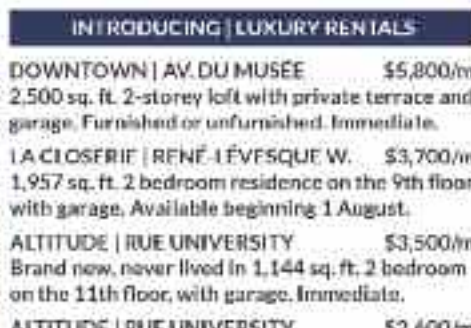 INTRODUCING | LUXURY RENTALS
DOWNTOWN | AV. DU MUSÉE $5,800/m
2,500 sq. ft. 2-storey loft with private terrace and
garage. Furnished or unfurnished. Immediate.
LA CLOSERIE | RENÉ-LÉVESQUE W. $3,700/m
1,957 sq. ft. 2 bedroom residence on the 9th floor
with garage. Available beginning 1 August.
ALTITUDE | RUE UNIVERSITY $3,500/m
Brand new, never lived in 1,144 sq. ft. 2 bedroom
on the 11th floor, with garage. Immediate.
ALTITUDE | RUE UNIVERSITY